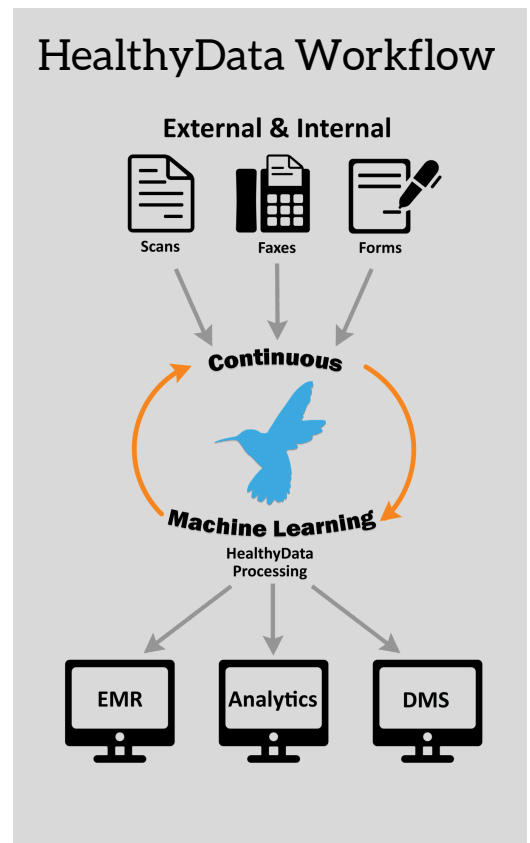 HealthyData Workflow
External & Internal
Scans
Faxes
Forms
Continuous
Machine Learning
HealthyData
Processing
EMR
Analytics
DMS